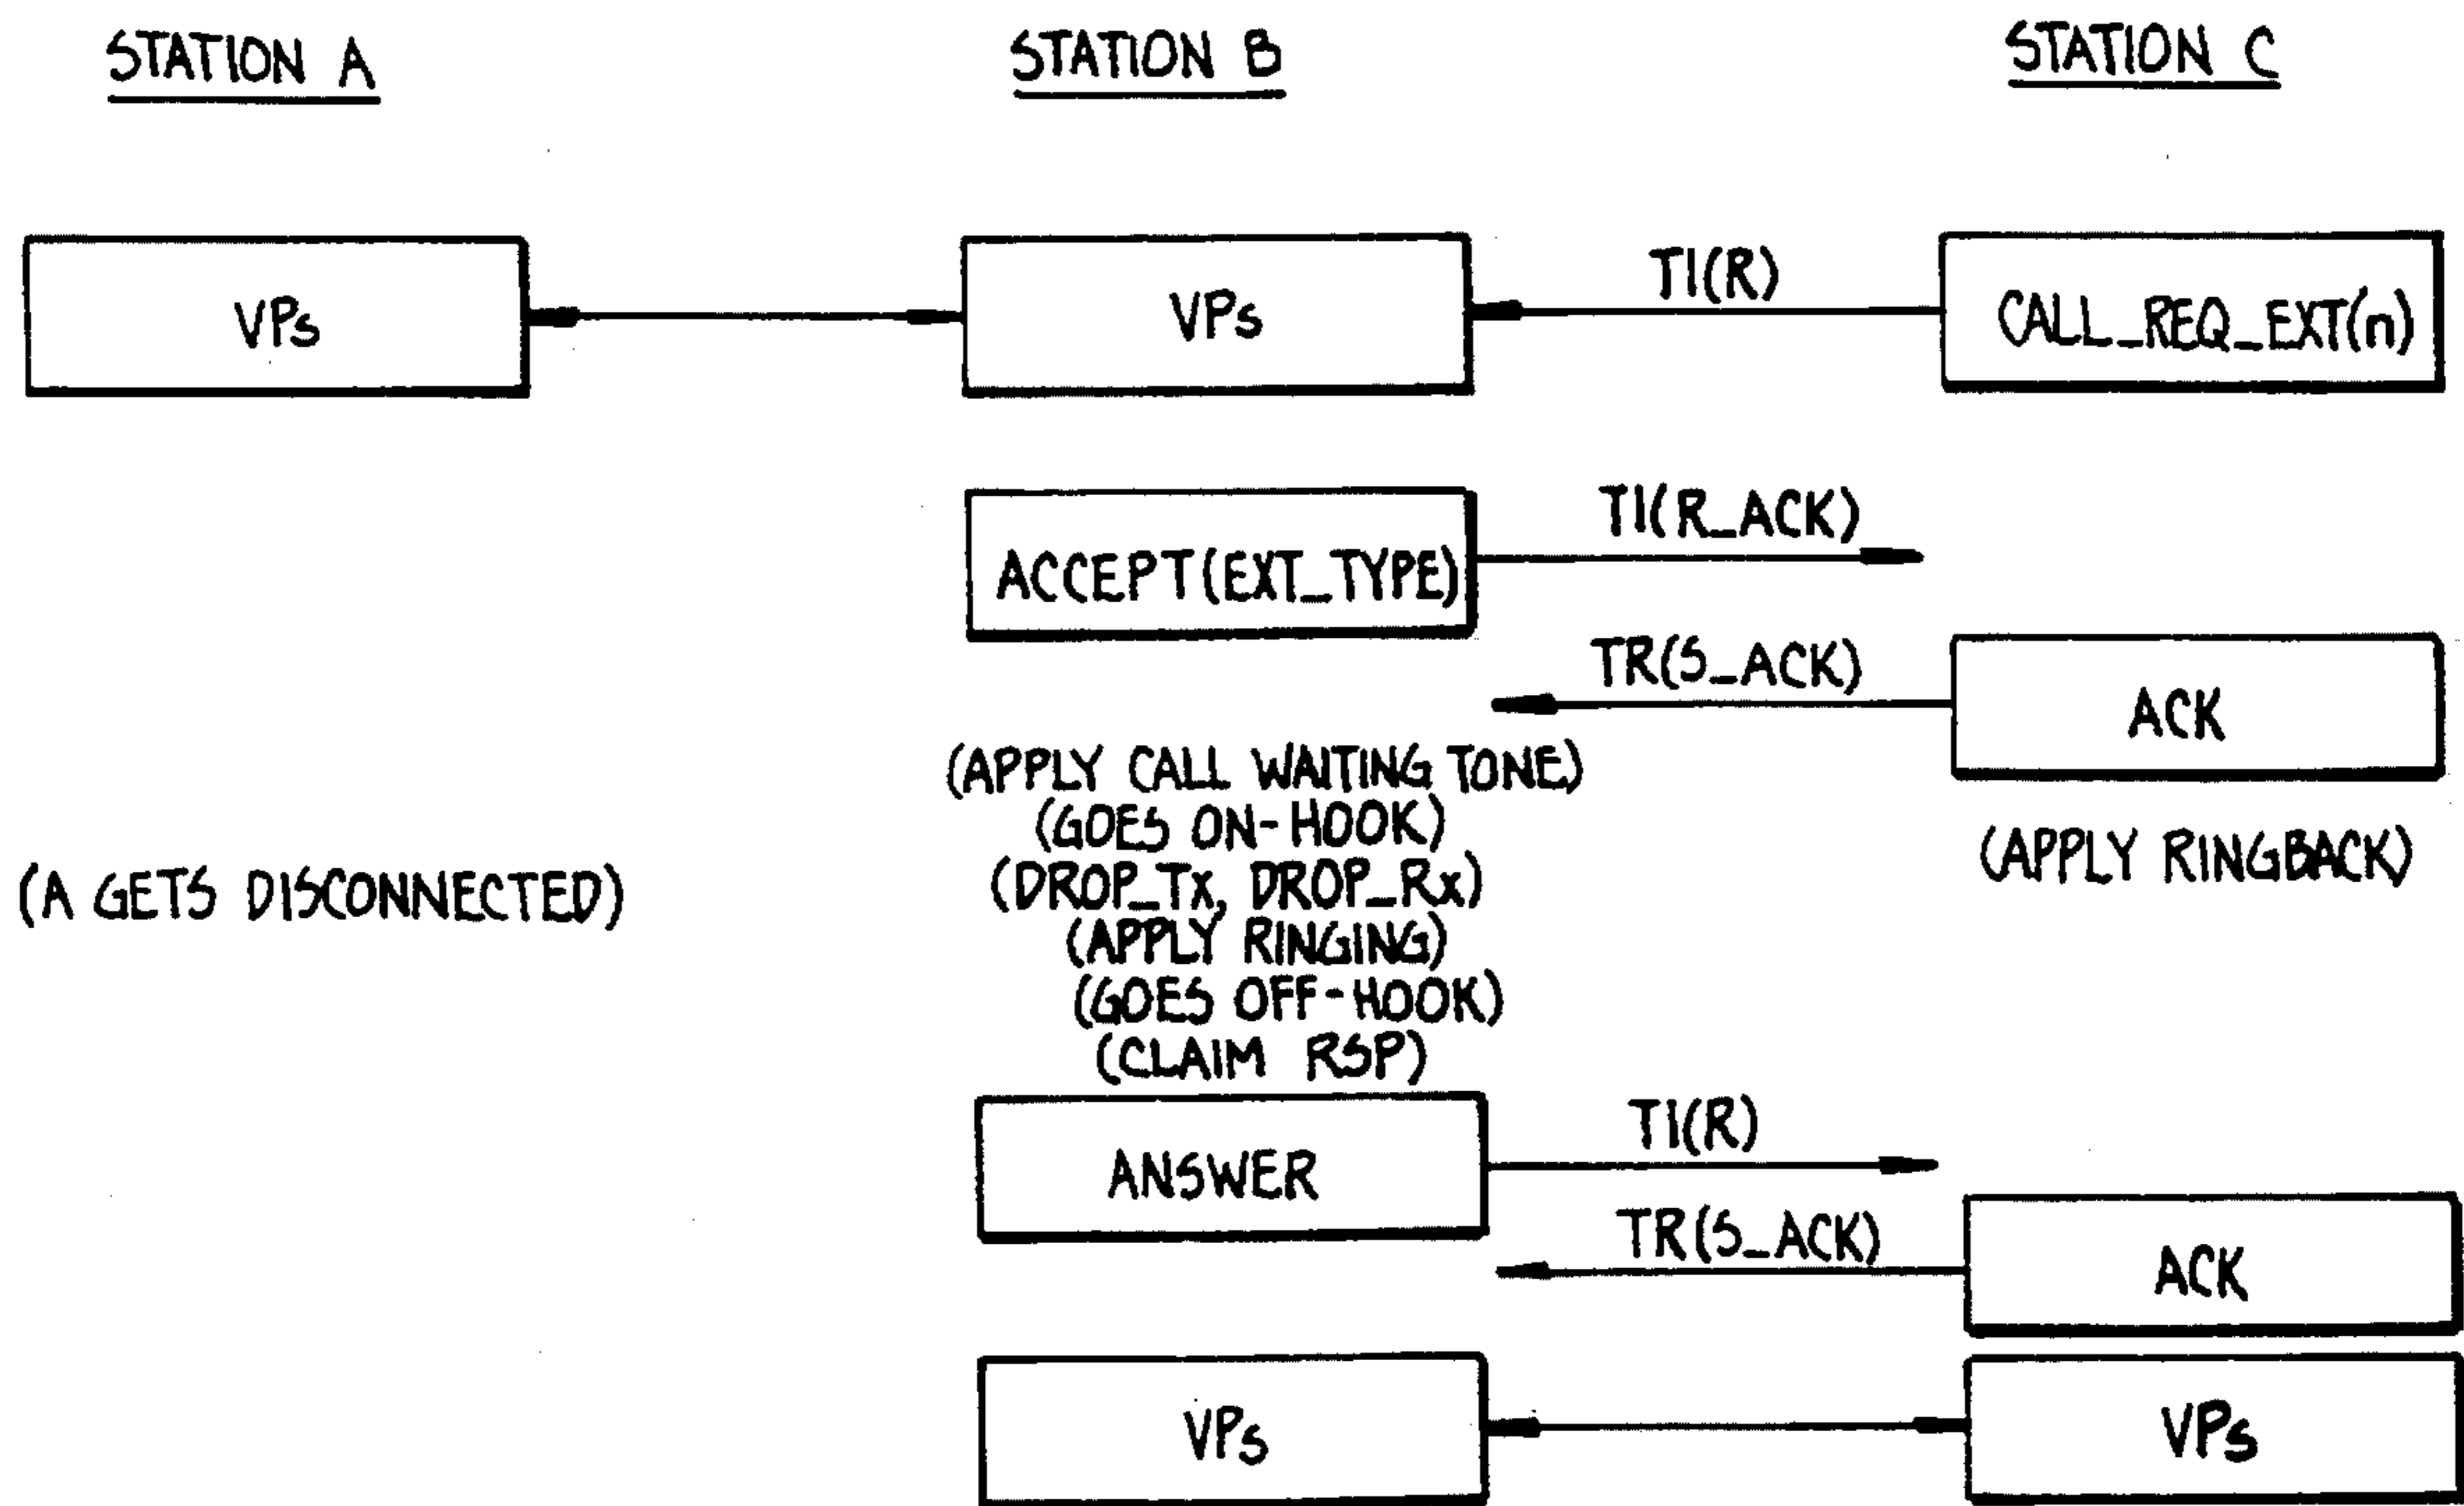 STATION A
STATION B
STATION C
VPs
VPs
TI(R)
CALL_REQ_EXT(n)
ACCEPT(EXT_TYPE)
TI(R_ACK)
TR(S_ACK)
ACK
(APPLY CALL WAITING TONE)
(GOES ON-HOOK)
(DROP_Tx, DROP_Rx)
(APPLY RINGING)
(GOES OFF-HOOK)
(CLAIM RSP)
(APPLY RINGBACK)
(A GETS DISCONNECTED)
ANSWER
TI(R)
TR(S_ACK)
ACK
VPs
VPs